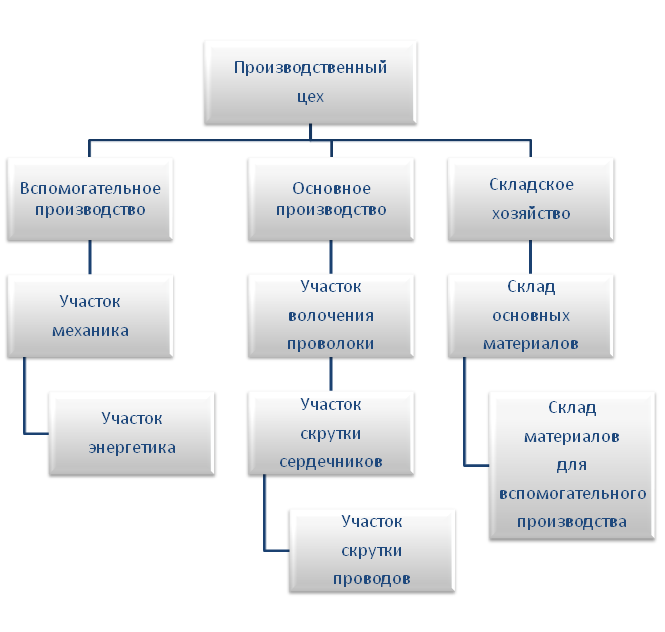 Производственный
цех
Вспомогательное
производство
Основное
производство
Складское
хозяйство
Участок
механика
Участок
волочения
проволоки
Склад
основных
материалов
Участок
энергетика
Участок
скрутки
сердечников
Склад
материалов
для
вспомогательного
производства
Участок
скрутки
проводов